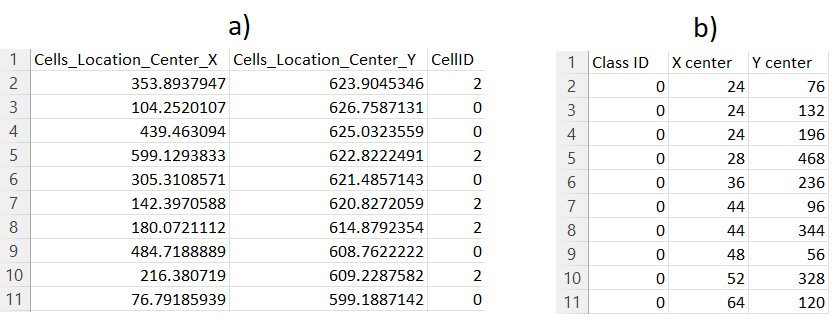 a)
1 Cells_Location_Center_X Cells_Location_Center_Y CellID
2 353.8937947 623.9045346 2
3 104.2520107 626.7587131 0
4 439.463094 625.0323559 0
5 599.1293833 622.8222491 2
6 305.3108571 621.4857143 0
7 142.3970588 620.8272059 2
8 180.0721112 614.8792354 2
9 484.7188889 608.7622222 0
10 216.380719 609.2287582 2
11 76.79185939 599.1887142 0
b)
1 Class ID X center Y center
2 0 24 76
3 0 24 132
4 0 24 196
5 0 28 468
6 0 36 236
7 0 44 96
8 0 44 344
9 0 48 56
10 0 52 328
11 0 64 120